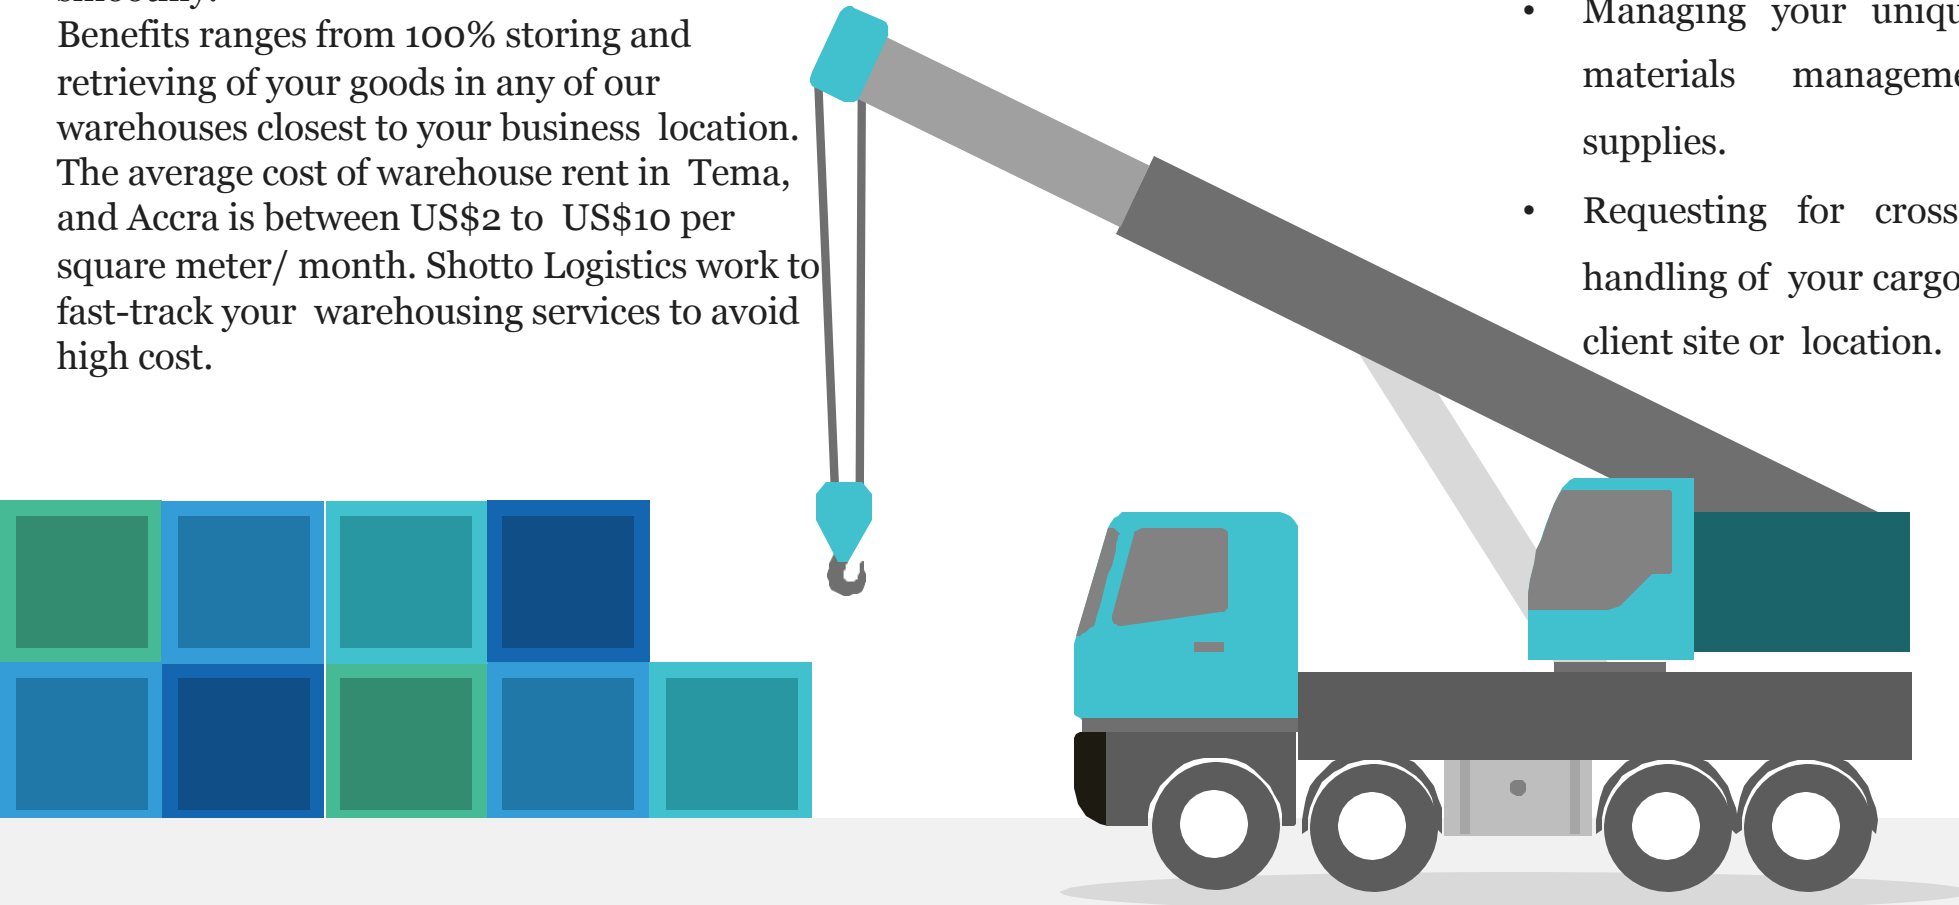 smoothly.
Benefits ranges from 100% storing and
retrieving of your goods in any of our
warehouses closest to your business location.
The average cost of warehouse rent in Tema,
and Accra is between US$2 to US$10 per
square meter/ month. Shotto Logistics work to
fast-track your warehousing services to avoid
high cost.
• Managing your
materials
supplies.
• Requesting for cross
handling of your cargo
client site or location.